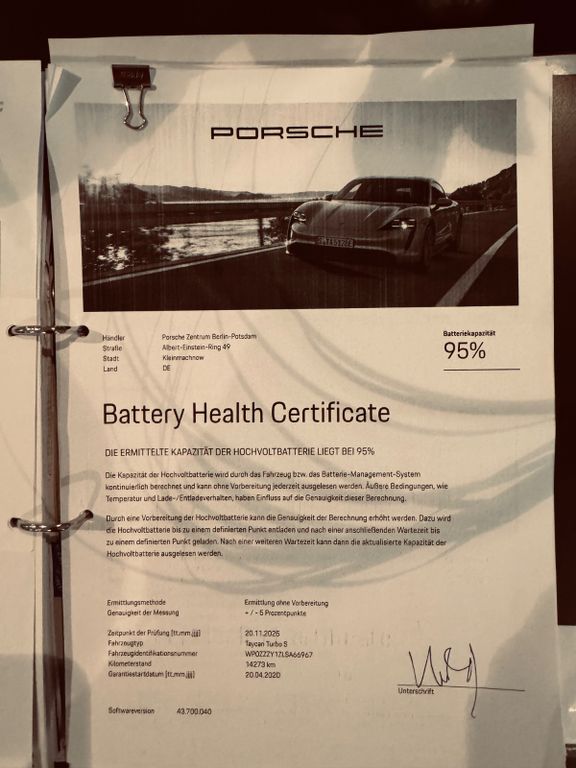 PORSCHE
Händler Porsche Zentrum Berlin-Potsdam
Straße Albert-Einstein-Ring 49
Stadt Kleinmachnow
Land DE
Batteriekapazität
95%
Battery Health Certificate
DIE ERMITTELTE KAPAZITÄT DER HOCHVOLTBATTERIE LIEGT BEI 95%
Die Kapazität der Hochvoltbatterie wird durch das Fahrzeug bzw. das Batterie-Management-System
kontinuierlich berechnet und kann ohne Vorbereitung jederzeit ausgelesen werden. Äußere Bedingungen, wie
Temperatur und Lade-/Entladeverhalten, haben Einfluss auf die Genauigkeit dieser Berechnung.
Durch eine Vorbereitung der Hochvoltbatterie kann die Genauigkeit der Berechnung erhöht werden. Dazu wird
die Hochvoltbatterie bis zu einem definierten Punkt entladen und nach einer anschließenden Wartezeit bis
zu einem definierten Punkt geladen. Nach einer weiteren Wartezeit kann dann die aktualisierte Kapazität der
Hochvoltbatterie ausgelesen werden.
Ermittlungsmethode Ermittlung ohne Vorbereitung
Genauigkeit der Messung + / - 5 Prozentpunkte
Zeitpunkt der Prüfung [tt.mm.jjjj] 20.11.2025
Fahrzeugtyp Taycan Turbo S
Fahrzeugidentifikationsnummer WP0ZZZY1ZLSA66967
Kilometerstand 14273 km
Garantiestartdatum [tt.mm.jjjj] 20.04.2020
Unterschrift
Softwareversion 43.700.040